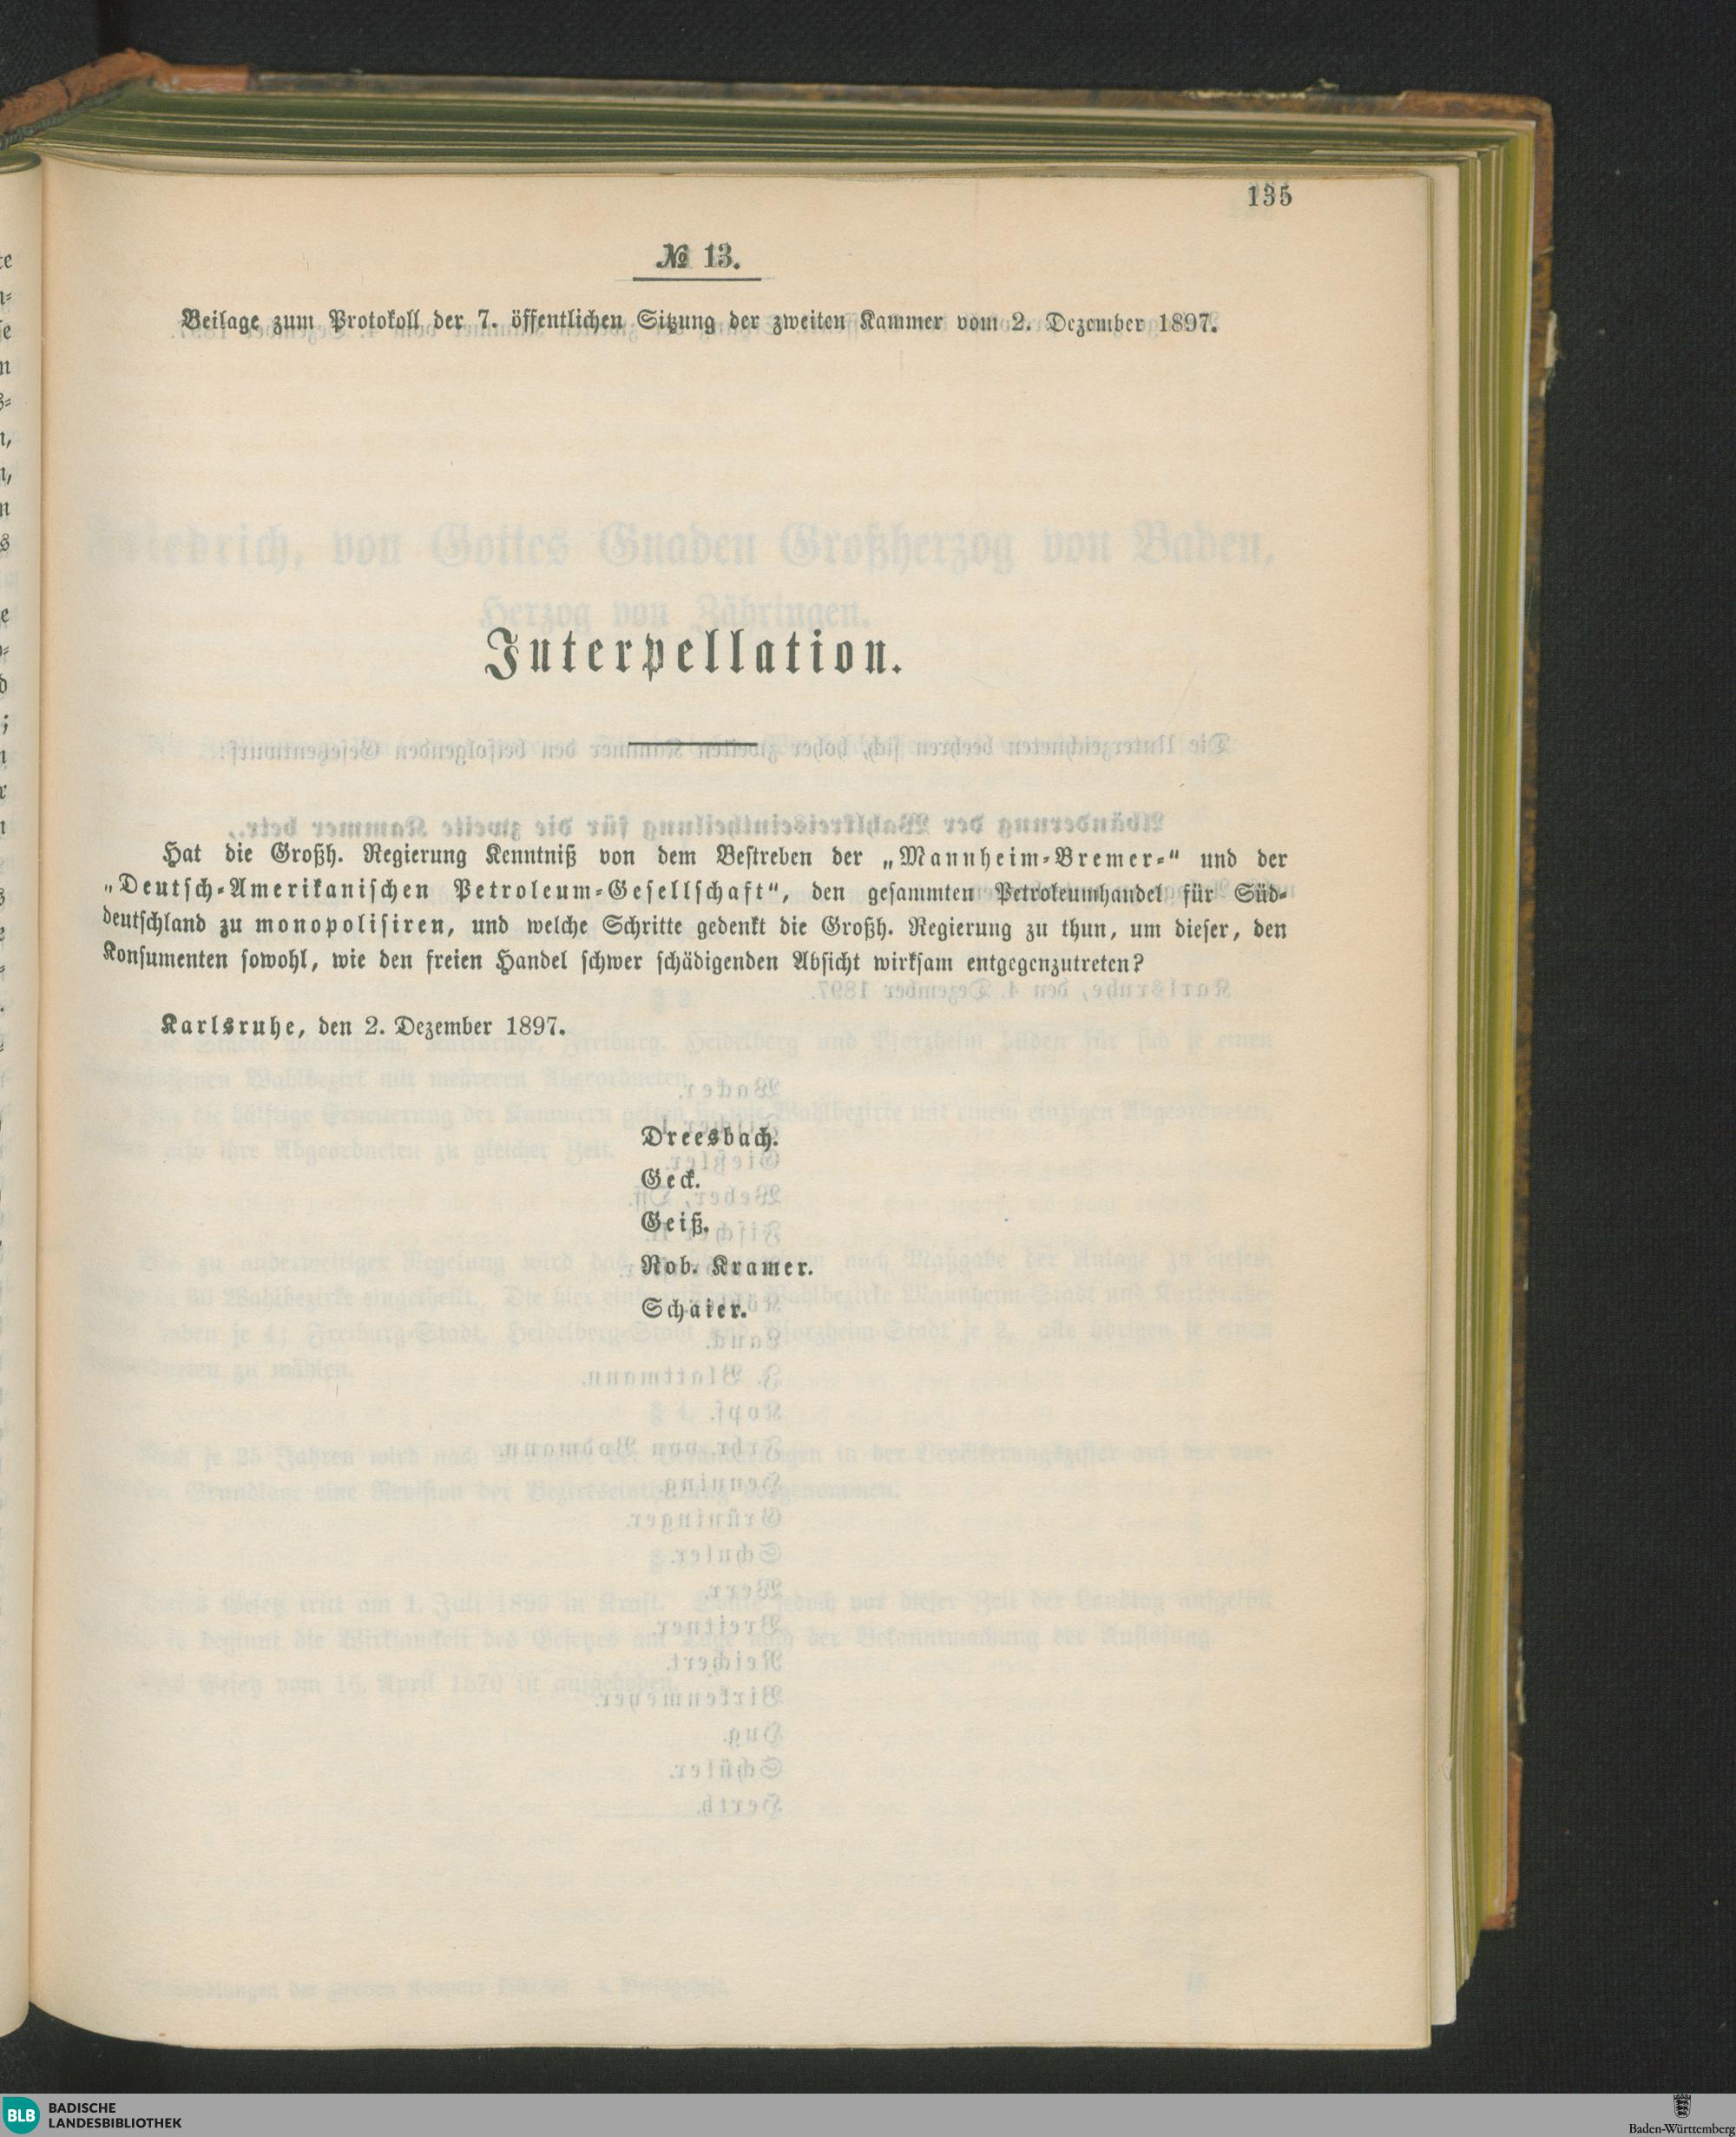 135
№ 13.
Beilage zum Protokoll der 7. öffentlichen Sitzung der zweiten Kammer vom 2. Dezember 1897.
Interpellation.
Hat die Großh. Regierung Kenntniß von dem Bestreben der „Mannheim-Bremer-“ und der
„Deutsch-Amerikanischen Petroleum-Gesellschaft“, den gesammten Petroleumhandel für Süd-
deutschland zu monopolisiren, und welche Schritte gedenkt die Großh. Regierung zu thun, um dieser, den
Konsumenten sowohl, wie den freien Handel schwer schädigenden Absicht wirksam entgegenzutreten?
Karlsruhe, den 2. Dezember 1897.
Dreesbach.
Geck.
Geiß.
Rob. Kramer.
Schaier.
BLB BADISCHE
LANDESBIBLIOTHEK
Baden-Württemberg